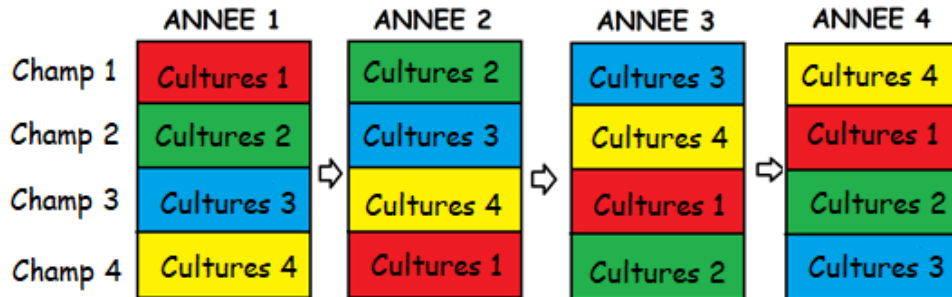 ANNEE 1 ANNEE 2 ANNEE 3 ANNEE 4
Champ 1 Cultures 1 Cultures 2 Cultures 3 Cultures 4
Champ 2 Cultures 2 Cultures 3 Cultures 4 Cultures 1
Champ 3 Cultures 3 Cultures 4 Cultures 1 Cultures 2
Champ 4 Cultures 4 Cultures 1 Cultures 2 Cultures 3